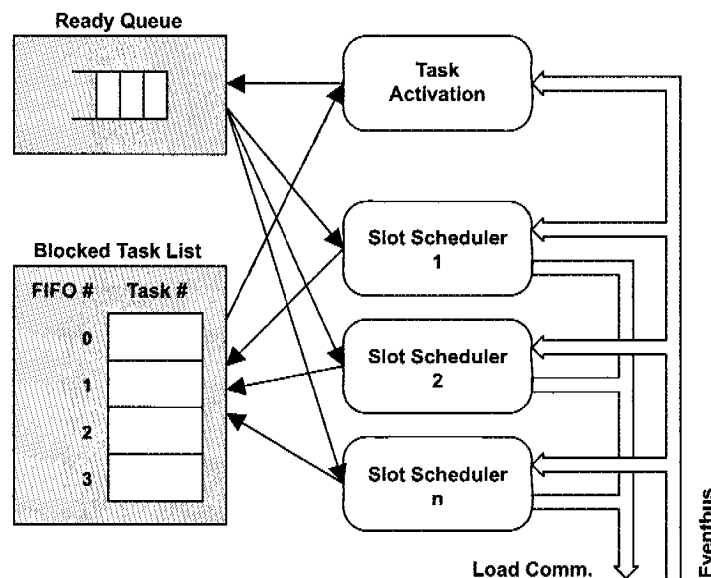 Ready Queue
Task
Activation
Slot Scheduler
1
Blocked Task List
FIFO # Task #
0
1
2
3
Slot Scheduler
2
Slot Scheduler
n
Load Comm.
Eventbus